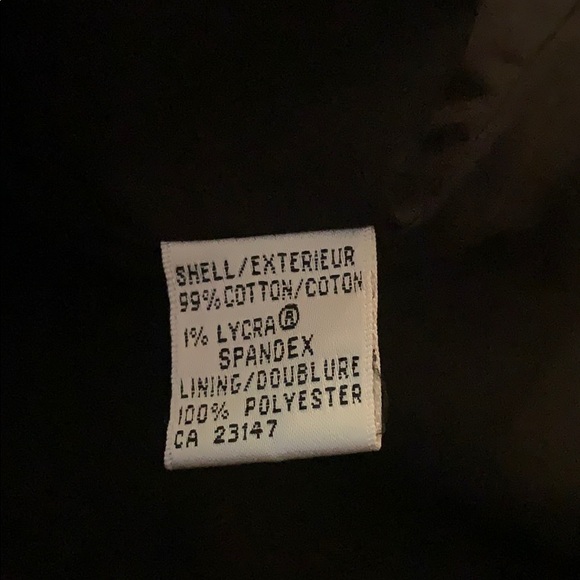 SHELL/EXTERIEUR
99% COTTON/COTON
1% LYCRA®
SPANDEX
LINING/DOUBLURE
100% POLYESTER
CA 23147